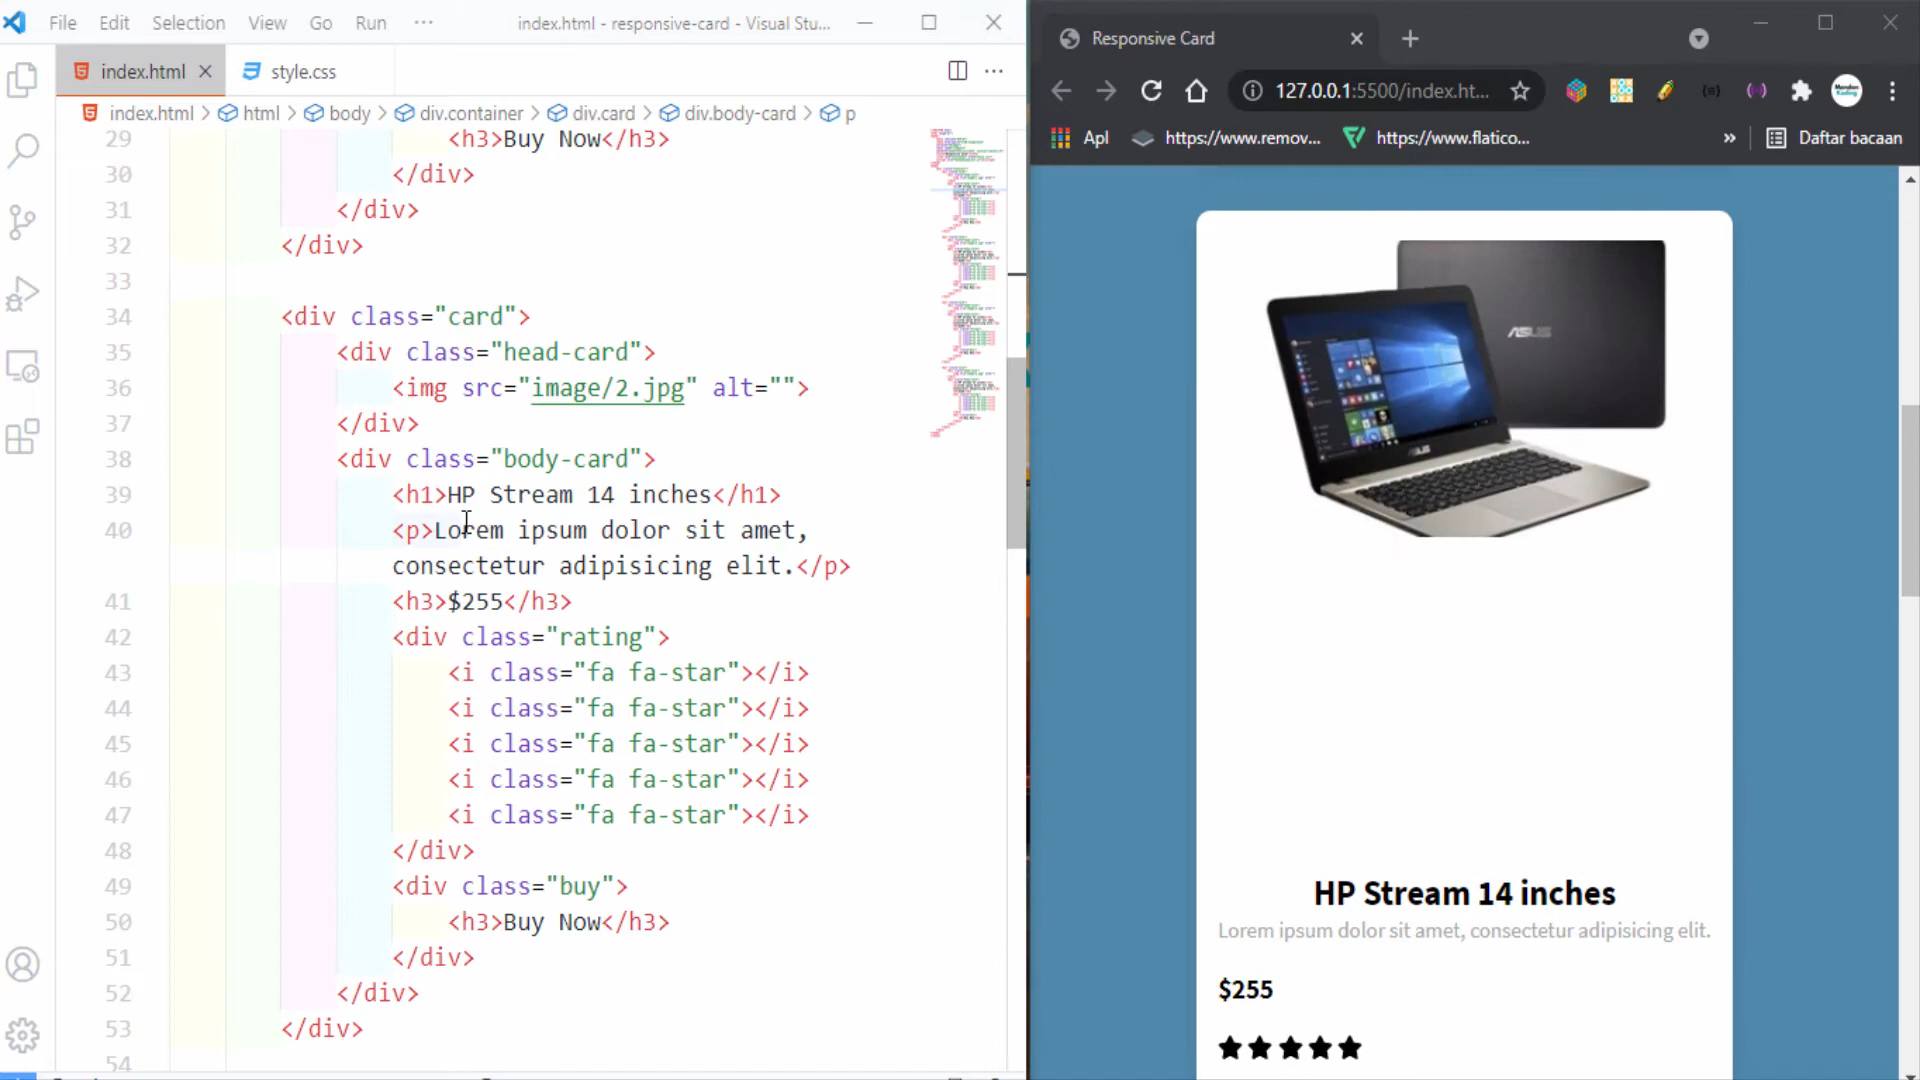 File Edit Selection View Go Run ··· index.html - responsive-card - Visual Stu...
index.html style.css
index.html > html > body > div.container > div.card > div.body-card > p
29 <h3>Buy Now</h3>
30 </div>
31 </div>
32 </div>
33
34 <div class="card">
35 <div class="head-card">
36 <img src="image/2.jpg" alt="">
37 </div>
38 <div class="body-card">
39 <h1>HP Stream 14 inches</h1>
40 <p>Lorem ipsum dolor sit amet,
consectetur adipisicing elit.</p>
41 <h3>$255</h3>
42 <div class="rating">
43 <i class="fa fa-star"></i>
44 <i class="fa fa-star"></i>
45 <i class="fa fa-star"></i>
46 <i class="fa fa-star"></i>
47 <i class="fa fa-star"></i>
48 </div>
49 <div class="buy">
50 <h3>Buy Now</h3>
51 </div>
52 </div>
53 </div>
54
Responsive Card
127.0.0.1:5500/index.ht...
Apl https://www.remov... https://www.flatico... » Daftar bacaan
ASUS
ASUS
HP Stream 14 inches
Lorem ipsum dolor sit amet, consectetur adipisicing elit.
$255